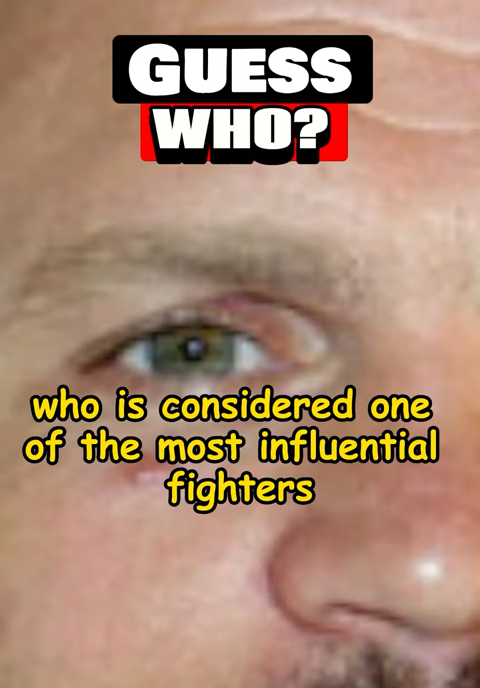 GUESS
WHO?
who is considered one
of the most influential
fighters